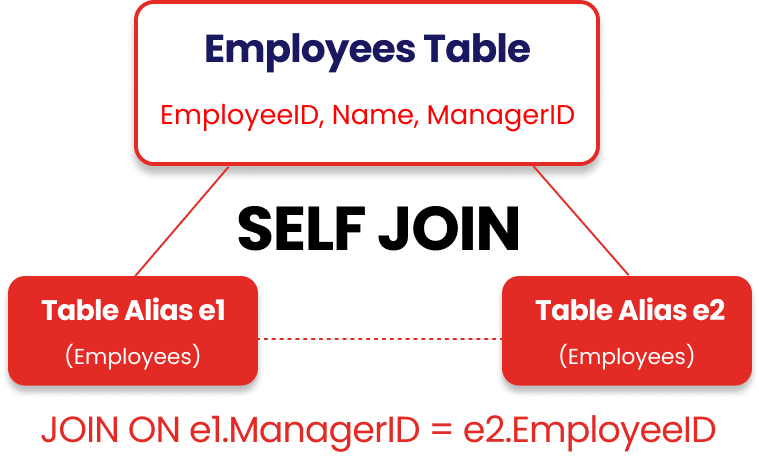 Employees Table
EmployeeID, Name, ManagerID
SELF JOIN
Table Alias e1
(Employees)
Table Alias e2
(Employees)
JOIN ON e1.ManagerID = e2.EmployeeID